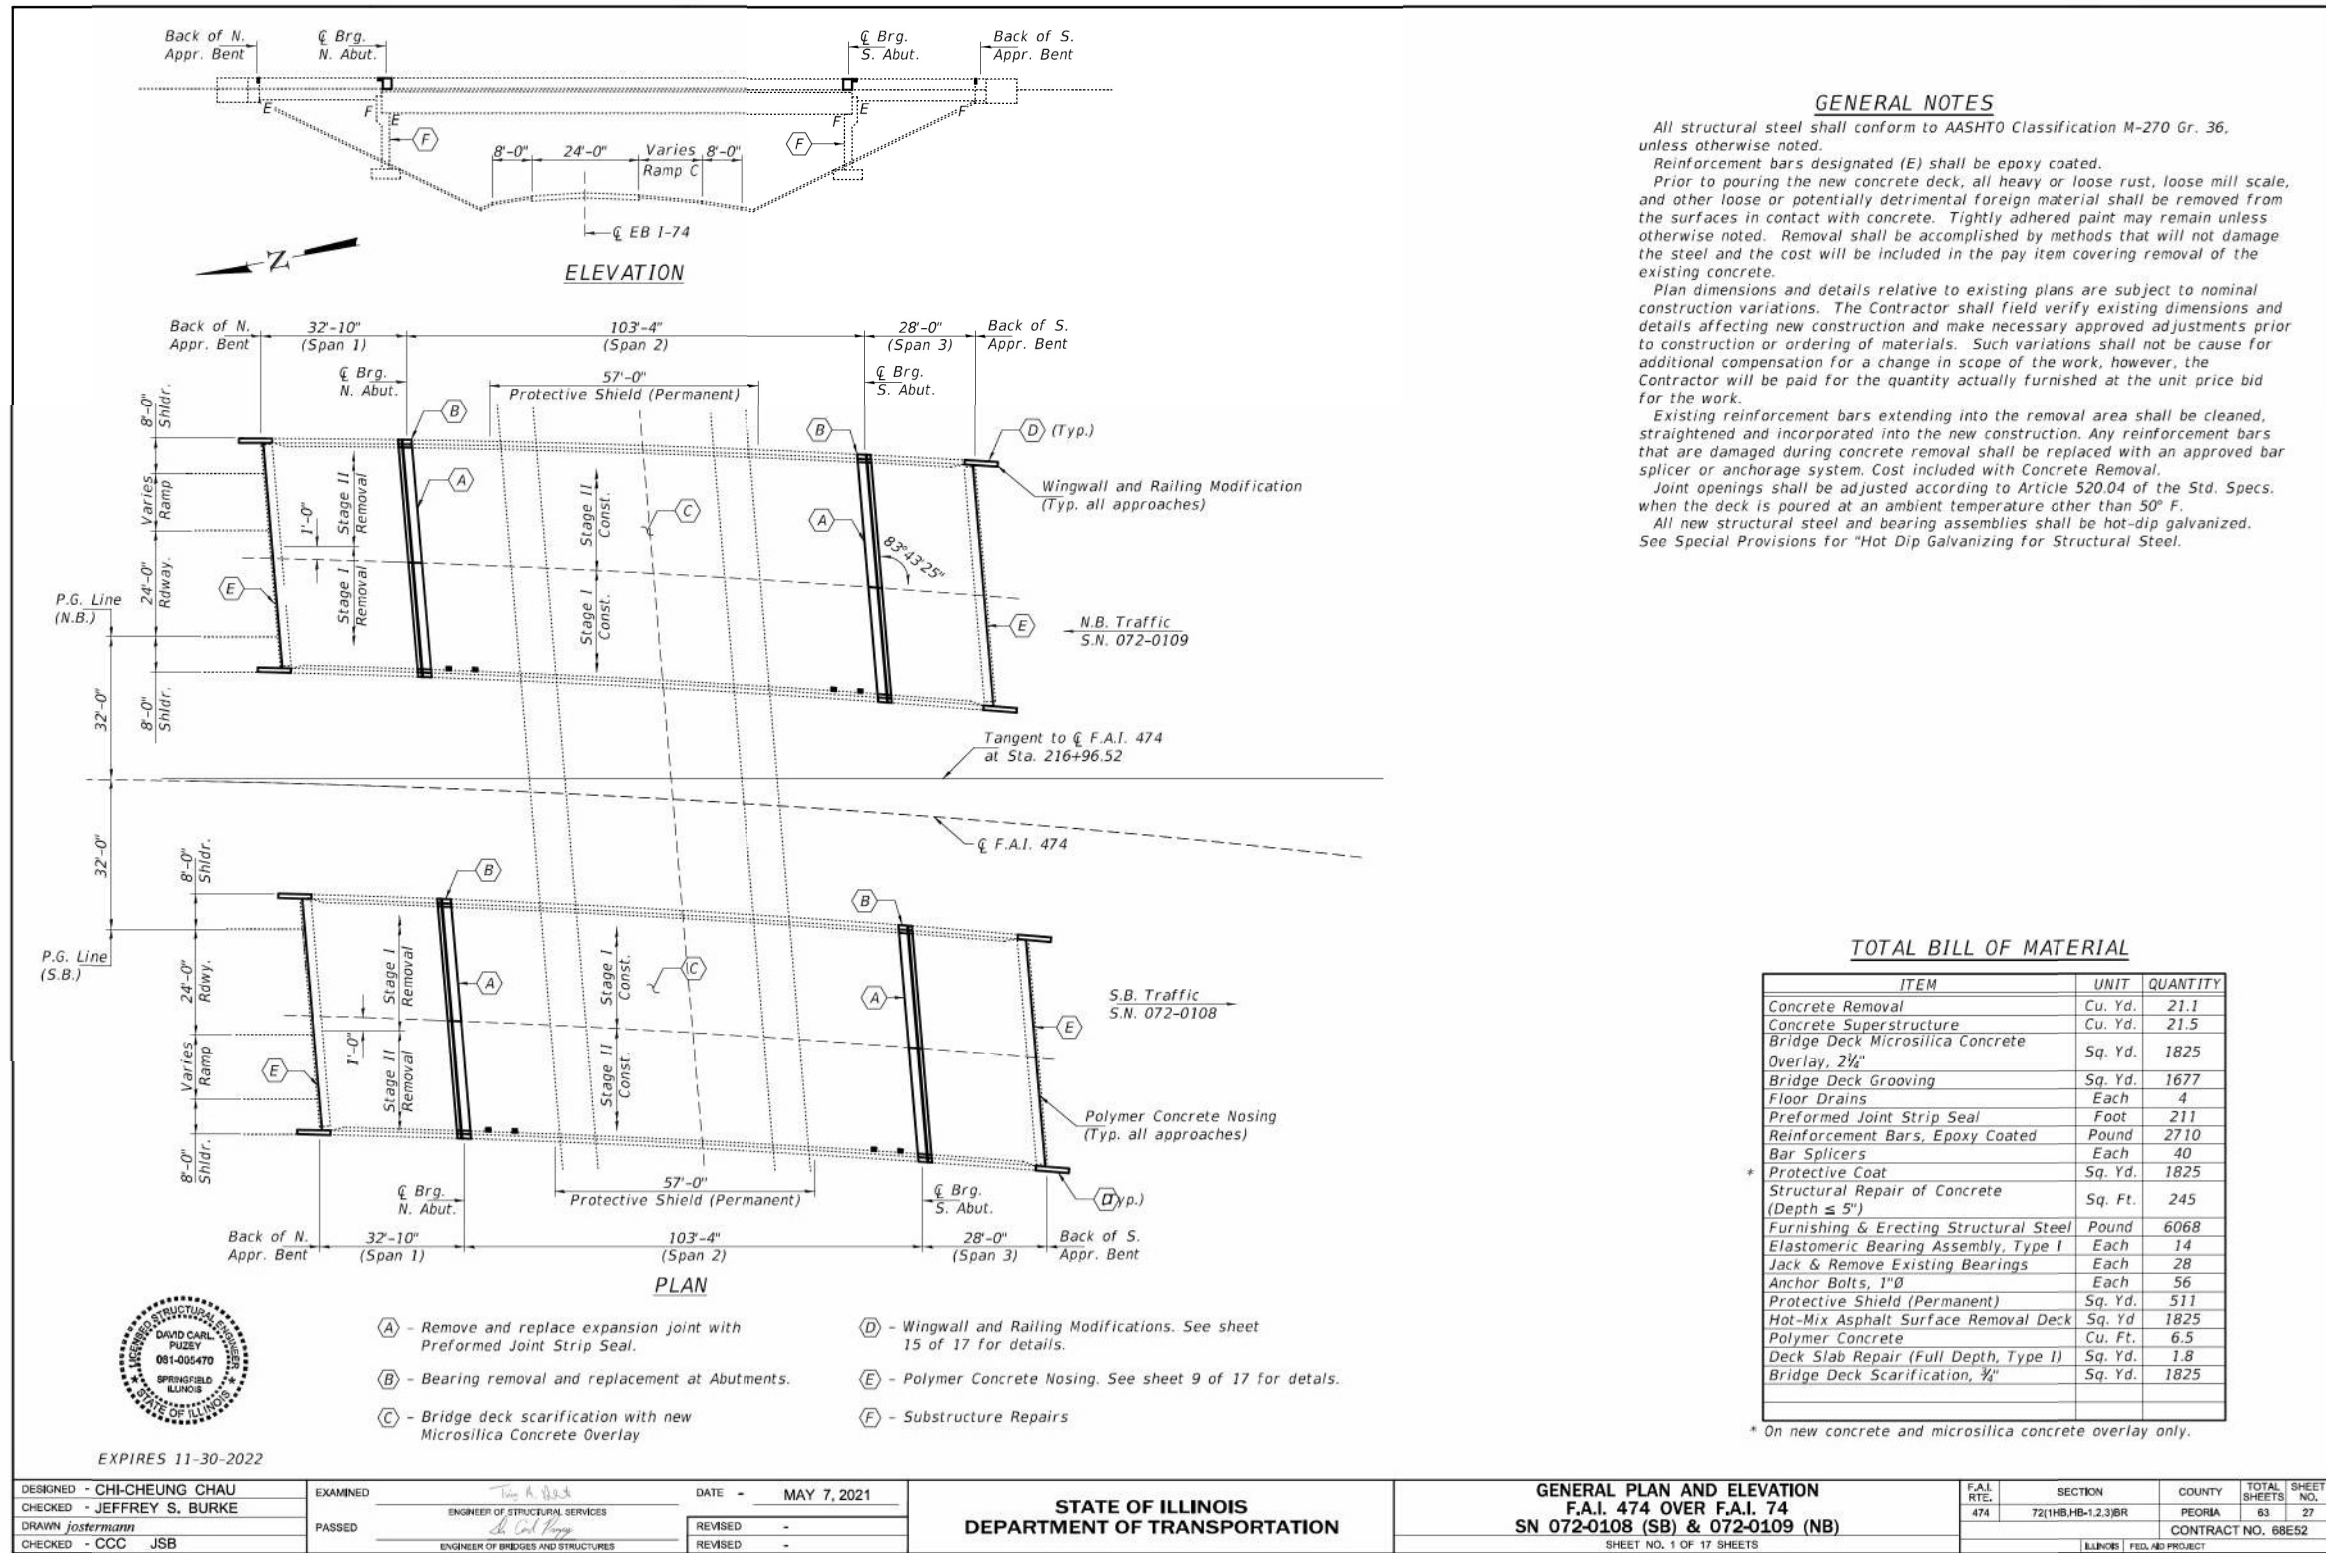 Back of N.
Appr. Bent
℄ Brg.
N. Abut.
℄ Brg.
S. Abut.
Back of S.
Appr. Bent
E
F
E
F
E
F
F
F
8'-0"
24'-0"
Varies
Ramp C
8'-0"
℄ EB I-74
Z
ELEVATION
Back of N.
Appr. Bent
32'-10"
(Span 1)
103'-4"
(Span 2)
28'-0"
(Span 3)
Back of S.
Appr. Bent
℄ Brg.
N. Abut.
57'-0"
Protective Shield (Permanent)
℄ Brg.
S. Abut.
8'-0"
Shldr.
Varies
Ramp
24'-0"
Rdway.
8'-0"
Shldr.
1'-0"
Stage II
Removal
Stage I
Removal
Stage II
Const.
Stage I
Const.
B
A
C
B
A
D (Typ.)
E
E
83°43'25"
Wingwall and Railing Modification
(Typ. all approaches)
P.G. Line
(N.B.)
N.B. Traffic
S.N. 072-0109
32'-0"
Tangent to ℄ F.A.I. 474
at Sta. 216+96.52
32'-0"
℄ F.A.I. 474
8'-0"
Shldr.
24'-0"
Rdwy.
Varies
Ramp
8'-0"
Shldr.
P.G. Line
(S.B.)
B
A
C
B
A
E
E
1'-0"
Stage I
Removal
Stage II
Removal
Stage I
Const.
Stage II
Const.
S.B. Traffic
S.N. 072-0108
Polymer Concrete Nosing
(Typ. all approaches)
D
yp.)
℄ Brg.
N. Abut.
57'-0"
Protective Shield (Permanent)
℄ Brg.
S. Abut.
Back of N.
Appr. Bent
32'-10"
(Span 1)
103'-4"
(Span 2)
28'-0"
(Span 3)
Back of S.
Appr. Bent
PLAN
A - Remove and replace expansion joint with
Preformed Joint Strip Seal.
B - Bearing removal and replacement at Abutments.
C - Bridge deck scarification with new
Microsilica Concrete Overlay
D - Wingwall and Railing Modifications. See sheet
15 of 17 for details.
E - Polymer Concrete Nosing. See sheet 9 of 17 for detals.
F - Substructure Repairs
LICENSED STRUCTURAL ENGINEER
DAVID CARL
PUZEY
081-005470
SPRINGFIELD
ILLINOIS
STATE OF ILLINOIS
EXPIRES 11-30-2022
GENERAL NOTES
All structural steel shall conform to AASHTO Classification M-270 Gr. 36,
unless otherwise noted.
Reinforcement bars designated (E) shall be epoxy coated.
Prior to pouring the new concrete deck, all heavy or loose rust, loose mill scale,
and other loose or potentially detrimental foreign material shall be removed from
the surfaces in contact with concrete. Tightly adhered paint may remain unless
otherwise noted. Removal shall be accomplished by methods that will not damage
the steel and the cost will be included in the pay item covering removal of the
existing concrete.
Plan dimensions and details relative to existing plans are subject to nominal
construction variations. The Contractor shall field verify existing dimensions and
details affecting new construction and make necessary approved adjustments prior
to construction or ordering of materials. Such variations shall not be cause for
additional compensation for a change in scope of the work, however, the
Contractor will be paid for the quantity actually furnished at the unit price bid
for the work.
Existing reinforcement bars extending into the removal area shall be cleaned,
straightened and incorporated into the new construction. Any reinforcement bars
that are damaged during concrete removal shall be replaced with an approved bar
splicer or anchorage system. Cost included with Concrete Removal.
Joint openings shall be adjusted according to Article 520.04 of the Std. Specs.
when the deck is poured at an ambient temperature other than 50° F.
All new structural steel and bearing assemblies shall be hot-dip galvanized.
See Special Provisions for "Hot Dip Galvanizing for Structural Steel.
TOTAL BILL OF MATERIAL
ITEM UNIT QUANTITY
Concrete Removal Cu. Yd. 21.1
Concrete Superstructure Cu. Yd. 21.5
Bridge Deck Microsilica Concrete
Overlay, 2¼" Sq. Yd. 1825
Bridge Deck Grooving Sq. Yd. 1677
Floor Drains Each 4
Preformed Joint Strip Seal Foot 211
Reinforcement Bars, Epoxy Coated Pound 2710
Bar Splicers Each 40
* Protective Coat Sq. Yd. 1825
Structural Repair of Concrete
(Depth ≤ 5") Sq. Ft. 245
Furnishing & Erecting Structural Steel Pound 6068
Elastomeric Bearing Assembly, Type I Each 14
Jack & Remove Existing Bearings Each 28
Anchor Bolts, 1"Ø Each 56
Protective Shield (Permanent) Sq. Yd. 511
Hot-Mix Asphalt Surface Removal Deck Sq. Yd 1825
Polymer Concrete Cu. Ft. 6.5
Deck Slab Repair (Full Depth, Type I) Sq. Yd. 1.8
Bridge Deck Scarification, ¾" Sq. Yd. 1825
* On new concrete and microsilica concrete overlay only.
DESIGNED - CHI-CHEUNG CHAU
CHECKED - JEFFREY S. BURKE
DRAWN jostermann
CHECKED - CCC JSB
EXAMINED
ENGINEER OF STRUCTURAL SERVICES
PASSED
ENGINEER OF BRIDGES AND STRUCTURES
DATE - MAY 7, 2021
REVISED -
REVISED -
STATE OF ILLINOIS
DEPARTMENT OF TRANSPORTATION
GENERAL PLAN AND ELEVATION
F.A.I. 474 OVER F.A.I. 74
SN 072-0108 (SB) & 072-0109 (NB)
SHEET NO. 1 OF 17 SHEETS
F.A.I. RTE. SECTION COUNTY TOTAL SHEETS SHEET NO.
474 72(1HB,HB-1,2,3)BR PEORIA 63 27
CONTRACT NO. 68E52
ILLINOIS FED. AID PROJECT